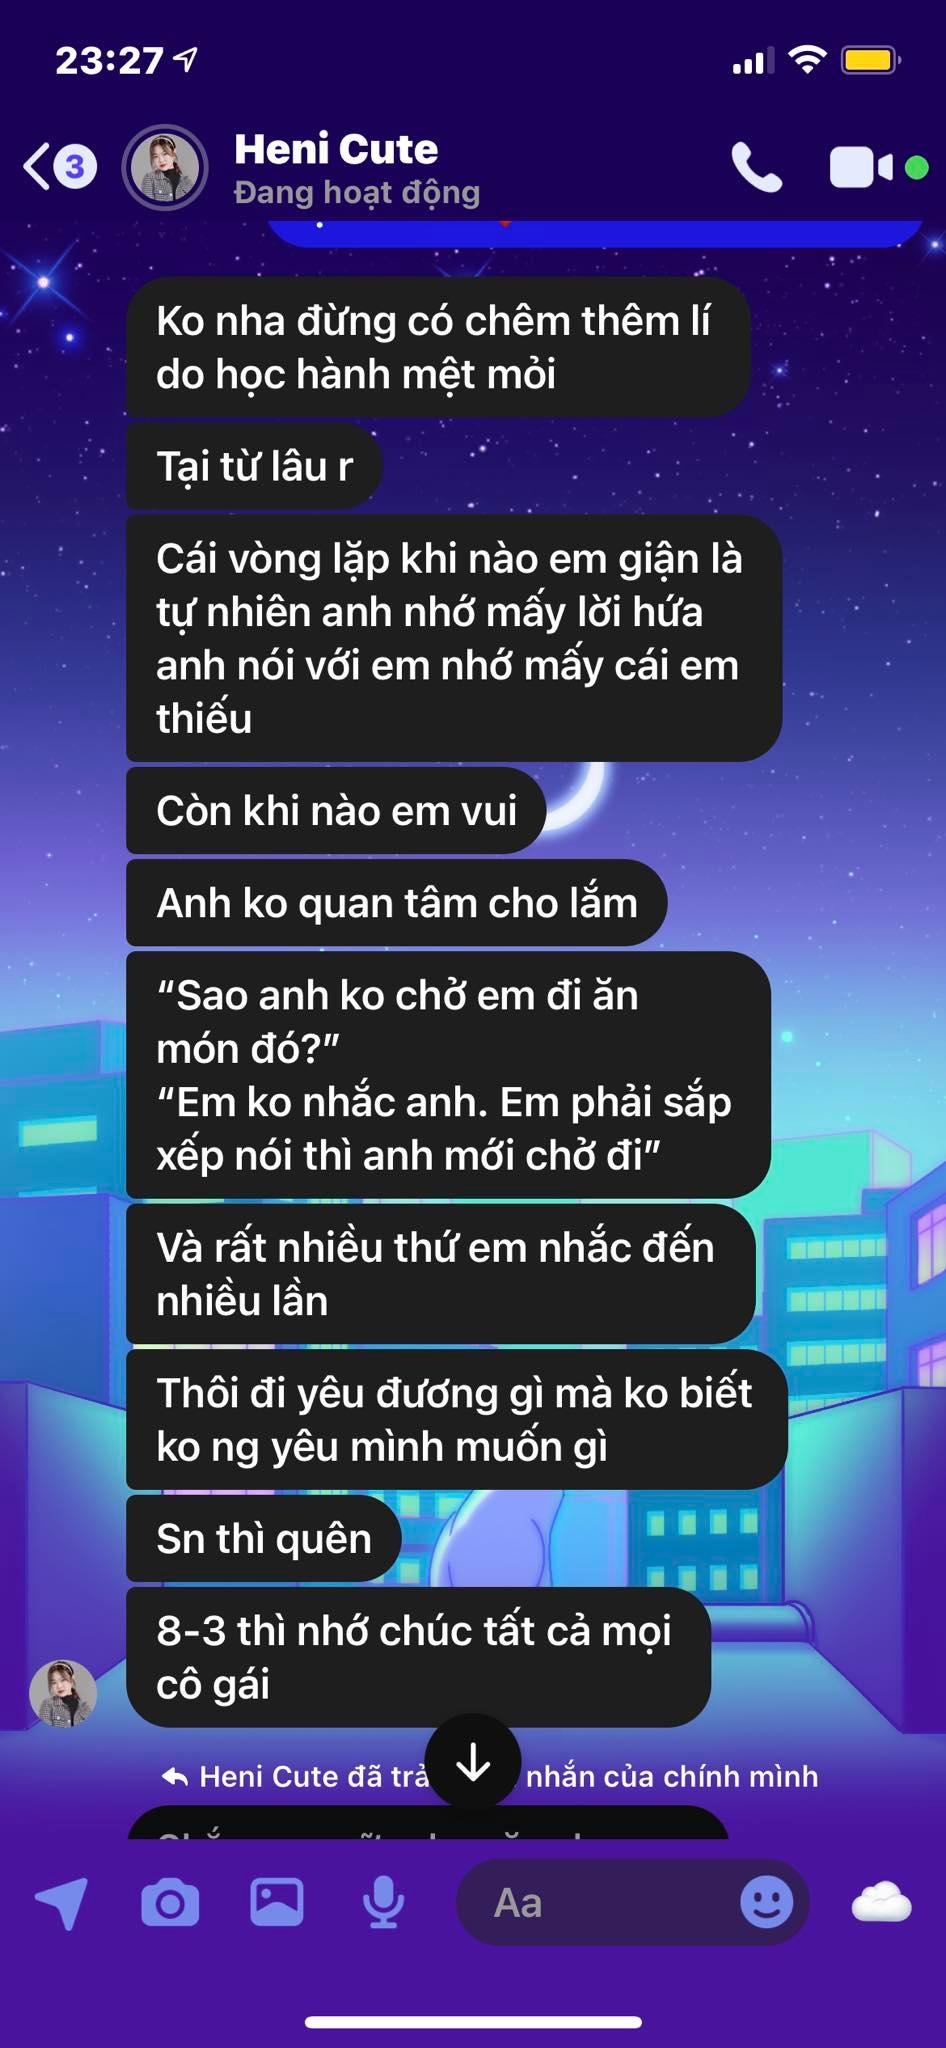 23:27
3
Heni Cute
Đang hoạt động
Ko nha đừng có chêm thêm lí
do học hành mệt mỏi
Tại từ lâu r
Cái vòng lặp khi nào em giận là
tự nhiên anh nhớ mấy lời hứa
anh nói với em nhớ mấy cái em
thiếu
Còn khi nào em vui
Anh ko quan tâm cho lắm
“Sao anh ko chở em đi ăn
món đó?”
“Em ko nhắc anh. Em phải sắp
xếp nói thì anh mới chở đi”
Và rất nhiều thứ em nhắc đến
nhiều lần
Thôi đi yêu đương gì mà ko biết
ko ng yêu mình muốn gì
Sn thì quên
8-3 thì nhớ chúc tất cả mọi
cô gái
Heni Cute đã nhắn của chính mình
Aa